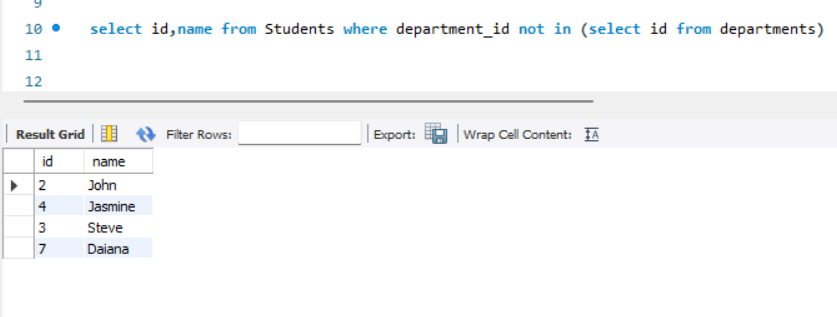 9
10 select id,name from Students where department_id not in (select id from departments)
11
12
Result Grid Filter Rows: Export: Wrap Cell Content: IA
id name
2 John
4 Jasmine
3 Steve
7 Daiana